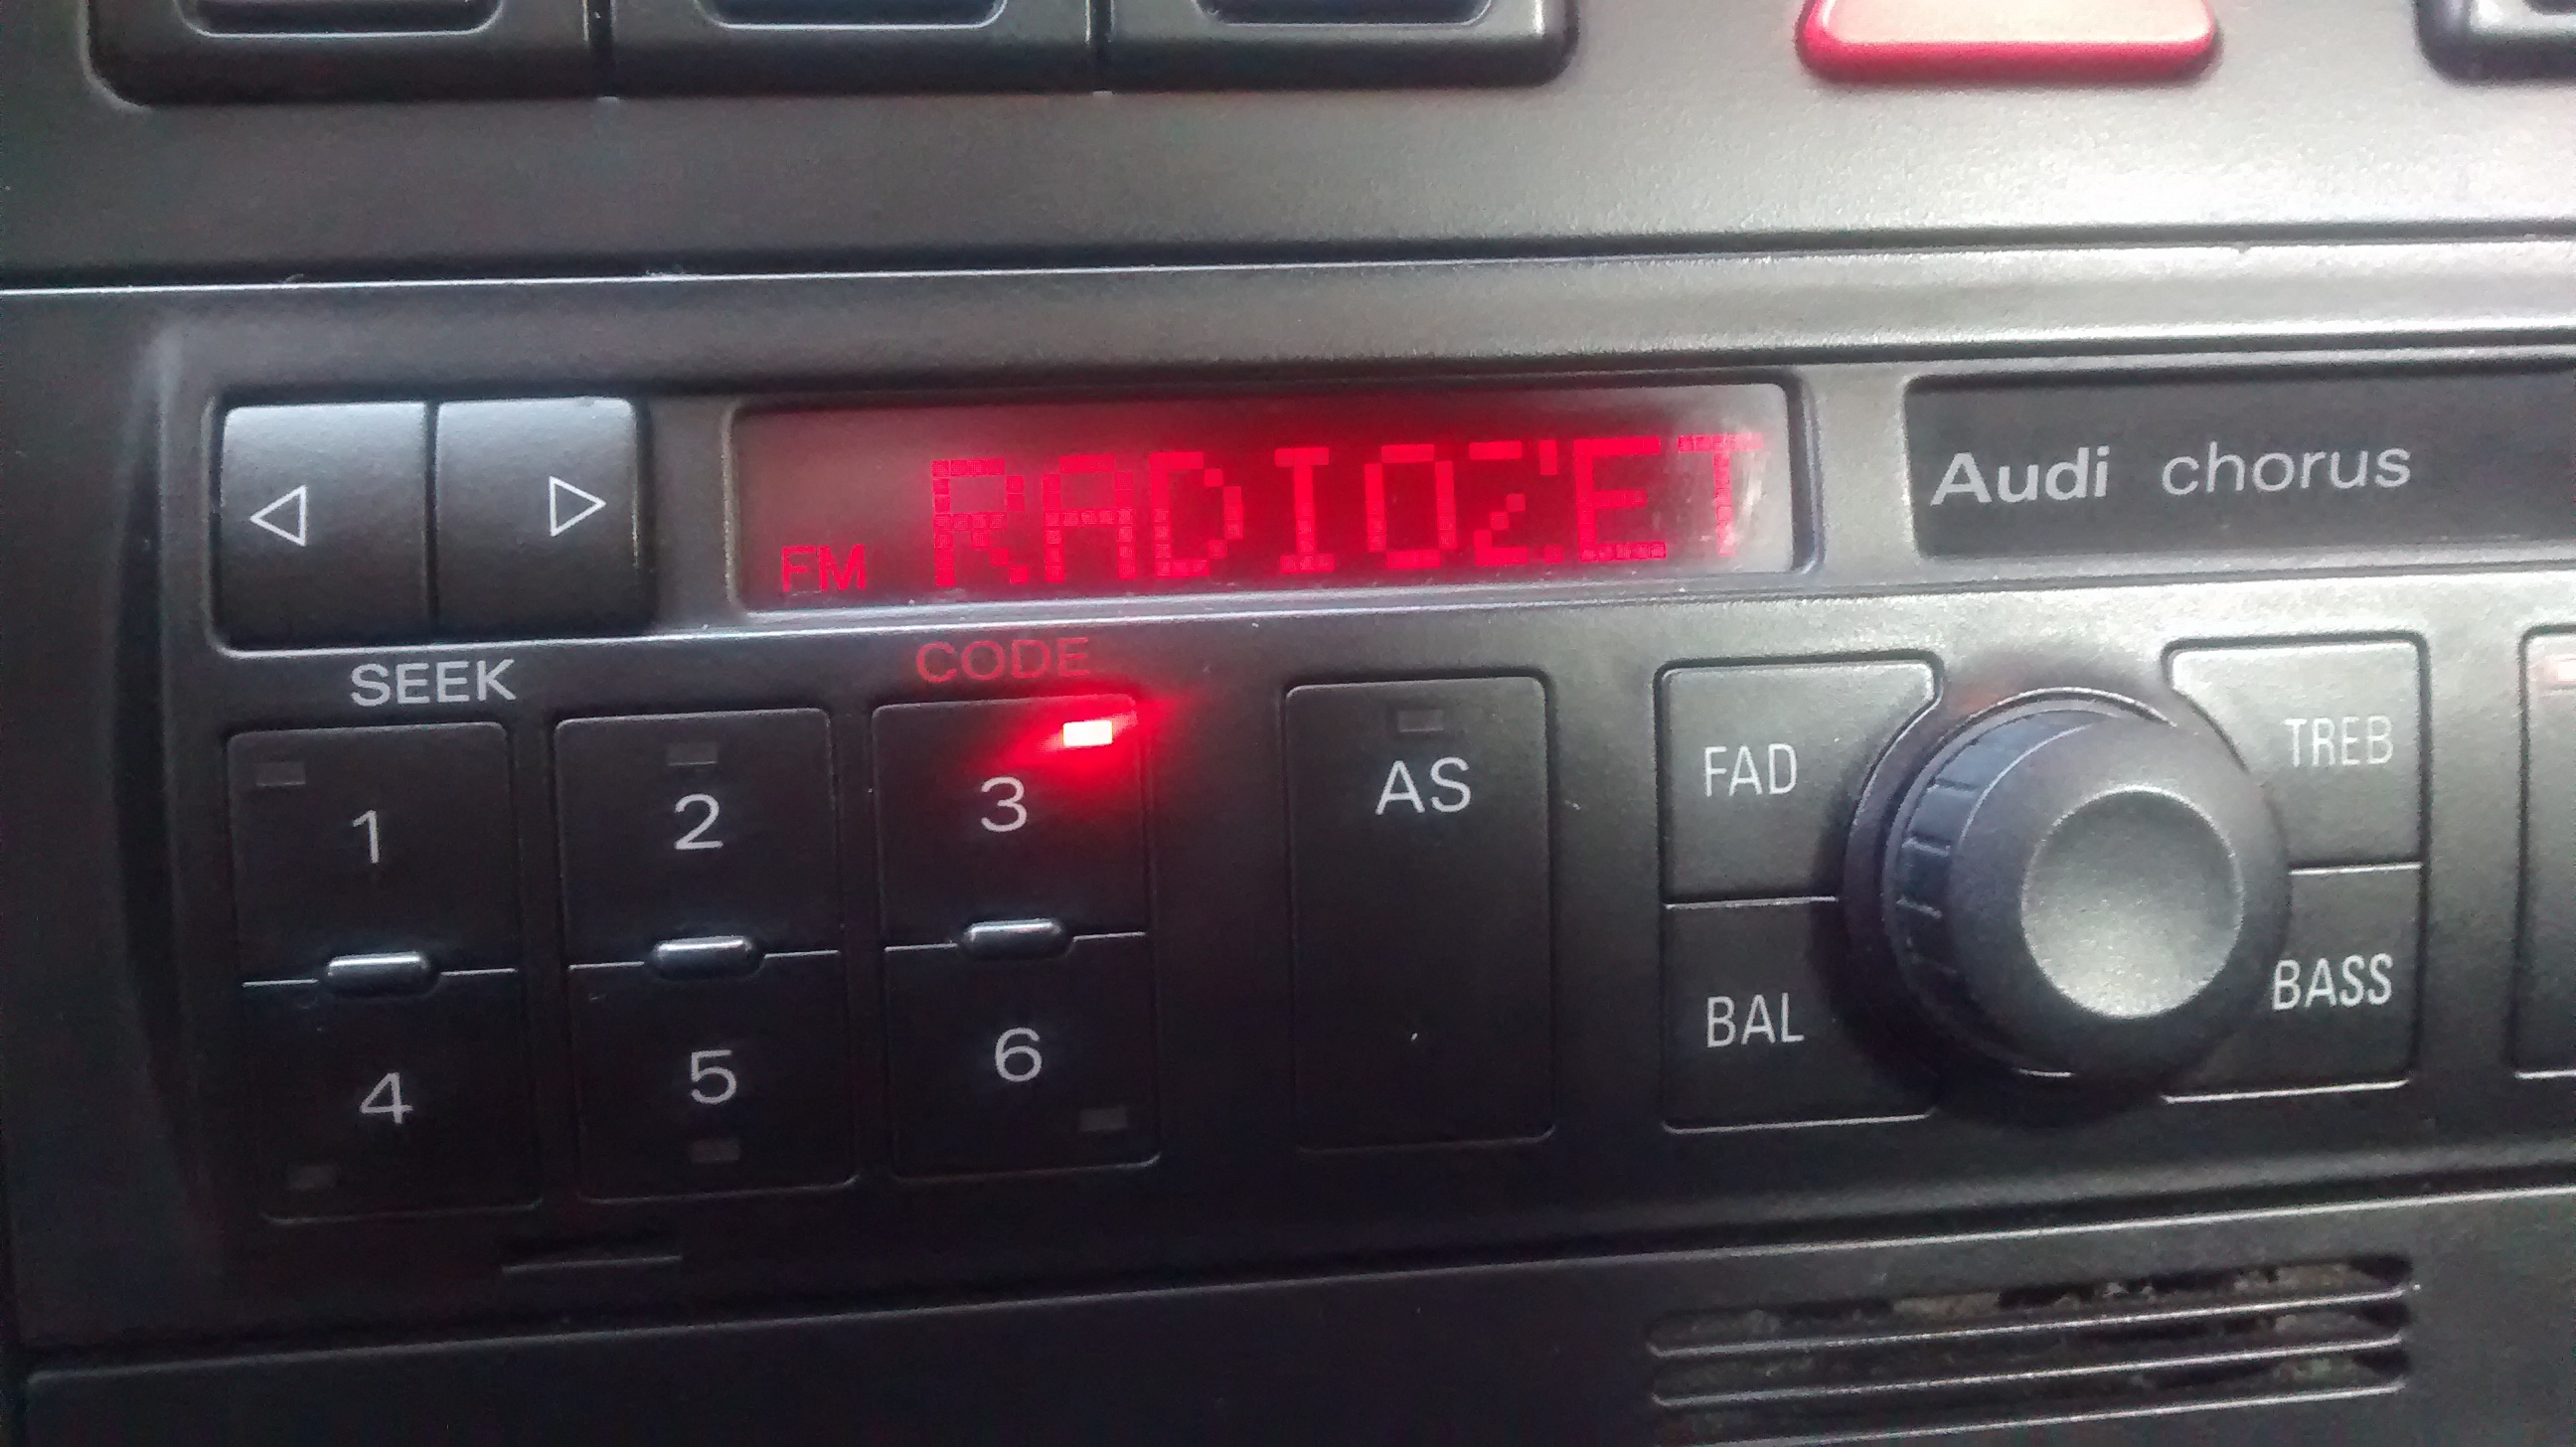 RADIOZET
FM
Audi chorus
CODE
SEEK
1 2 3 AS
FAD TREB
4 5 6
BAL BASS